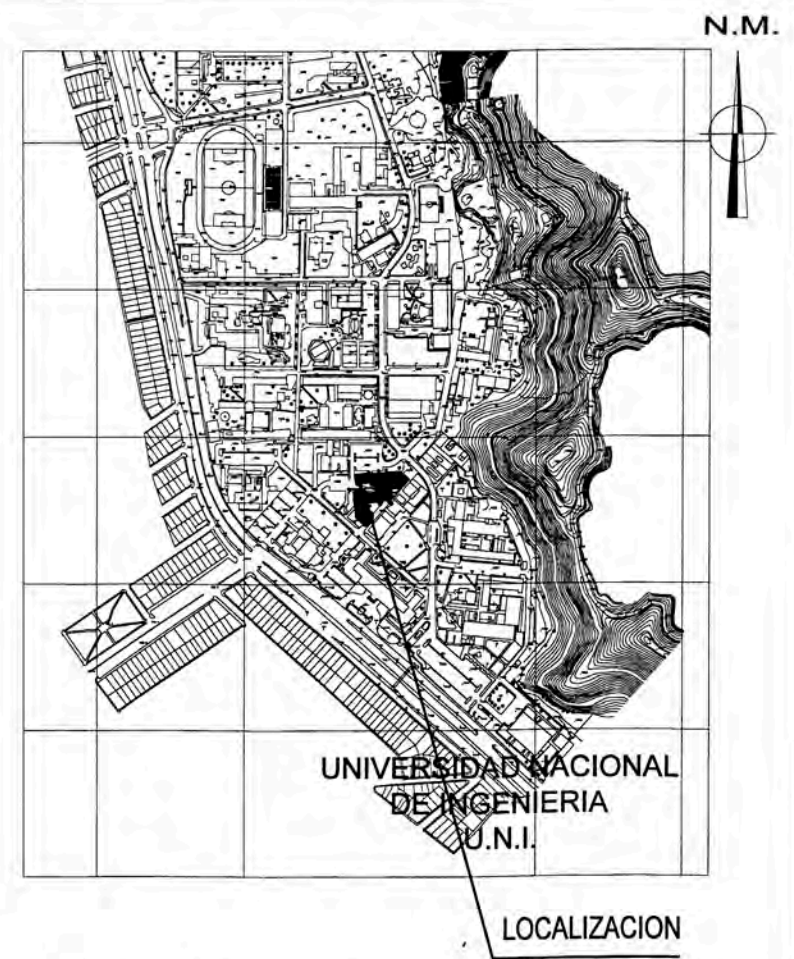 N.M.
UNIVERSIDAD NACIONAL
DE INGENIERIA
U.N.I.
LOCALIZACION